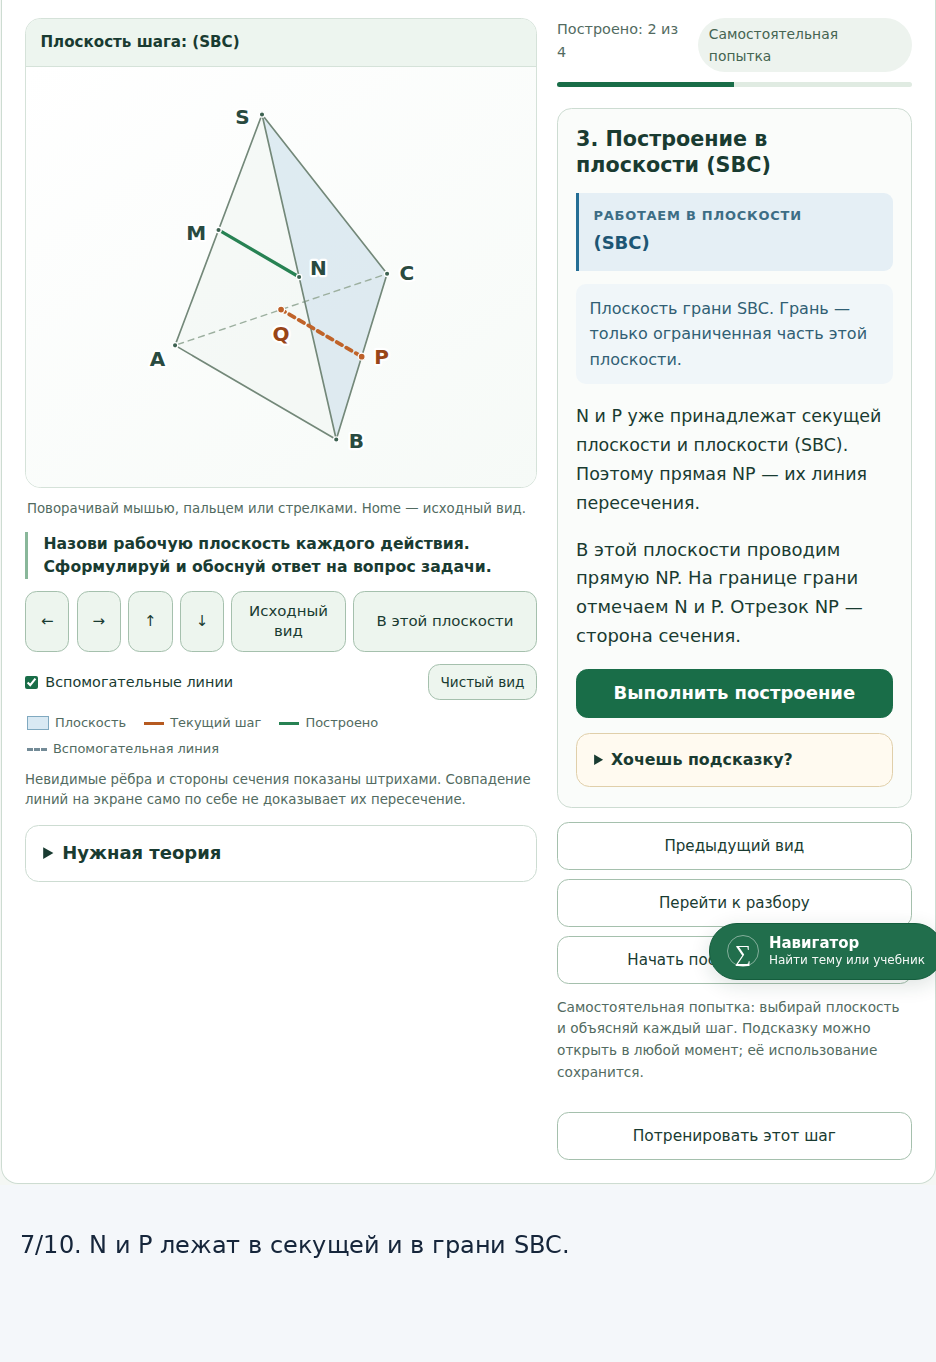 Плоскость шага: (SBC)
S
M
N
C
Q
A
P
B
Поворачивай мышью, пальцем или стрелками. Home — исходный вид.
Назови рабочую плоскость каждого действия.
Сформулируй и обоснуй ответ на вопрос задачи.
←
→
↑
↓
Исходный
вид
В этой плоскости
Вспомогательные линии
Чистый вид
Плоскость
Текущий шаг
Построено
Вспомогательная линия
Невидимые рёбра и стороны сечения показаны штрихами. Совпадение
линий на экране само по себе не доказывает их пересечение.
Нужная теория
Построено: 2 из
4
Самостоятельная
попытка
3. Построение в
плоскости (SBC)
РАБОТАЕМ В ПЛОСКОСТИ
(SBC)
Плоскость грани SBC. Грань —
только ограниченная часть этой
плоскости.
N и P уже принадлежат секущей
плоскости и плоскости (SBC).
Поэтому прямая NP — их линия
пересечения.
В этой плоскости проводим
прямую NP. На границе грани
отмечаем N и P. Отрезок NP —
сторона сечения.
Выполнить построение
Хочешь подсказку?
Предыдущий вид
Перейти к разбору
Начать
∑
Навигатор
Найти тему или учебник
Самостоятельная попытка: выбирай плоскость
и объясняй каждый шаг. Подсказку можно
открыть в любой момент; её использование
сохранится.
Потренировать этот шаг
7/10. N и P лежат в секущей и в грани SBC.